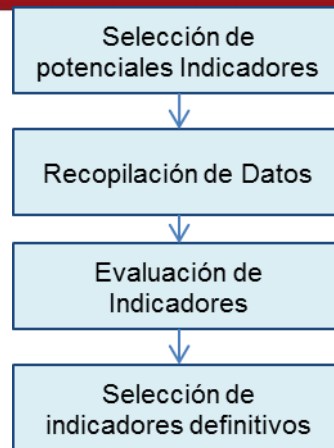 Selección de
potenciales Indicadores
Recopilación de Datos
Evaluación de
Indicadores
Selección de
indicadores definitivos